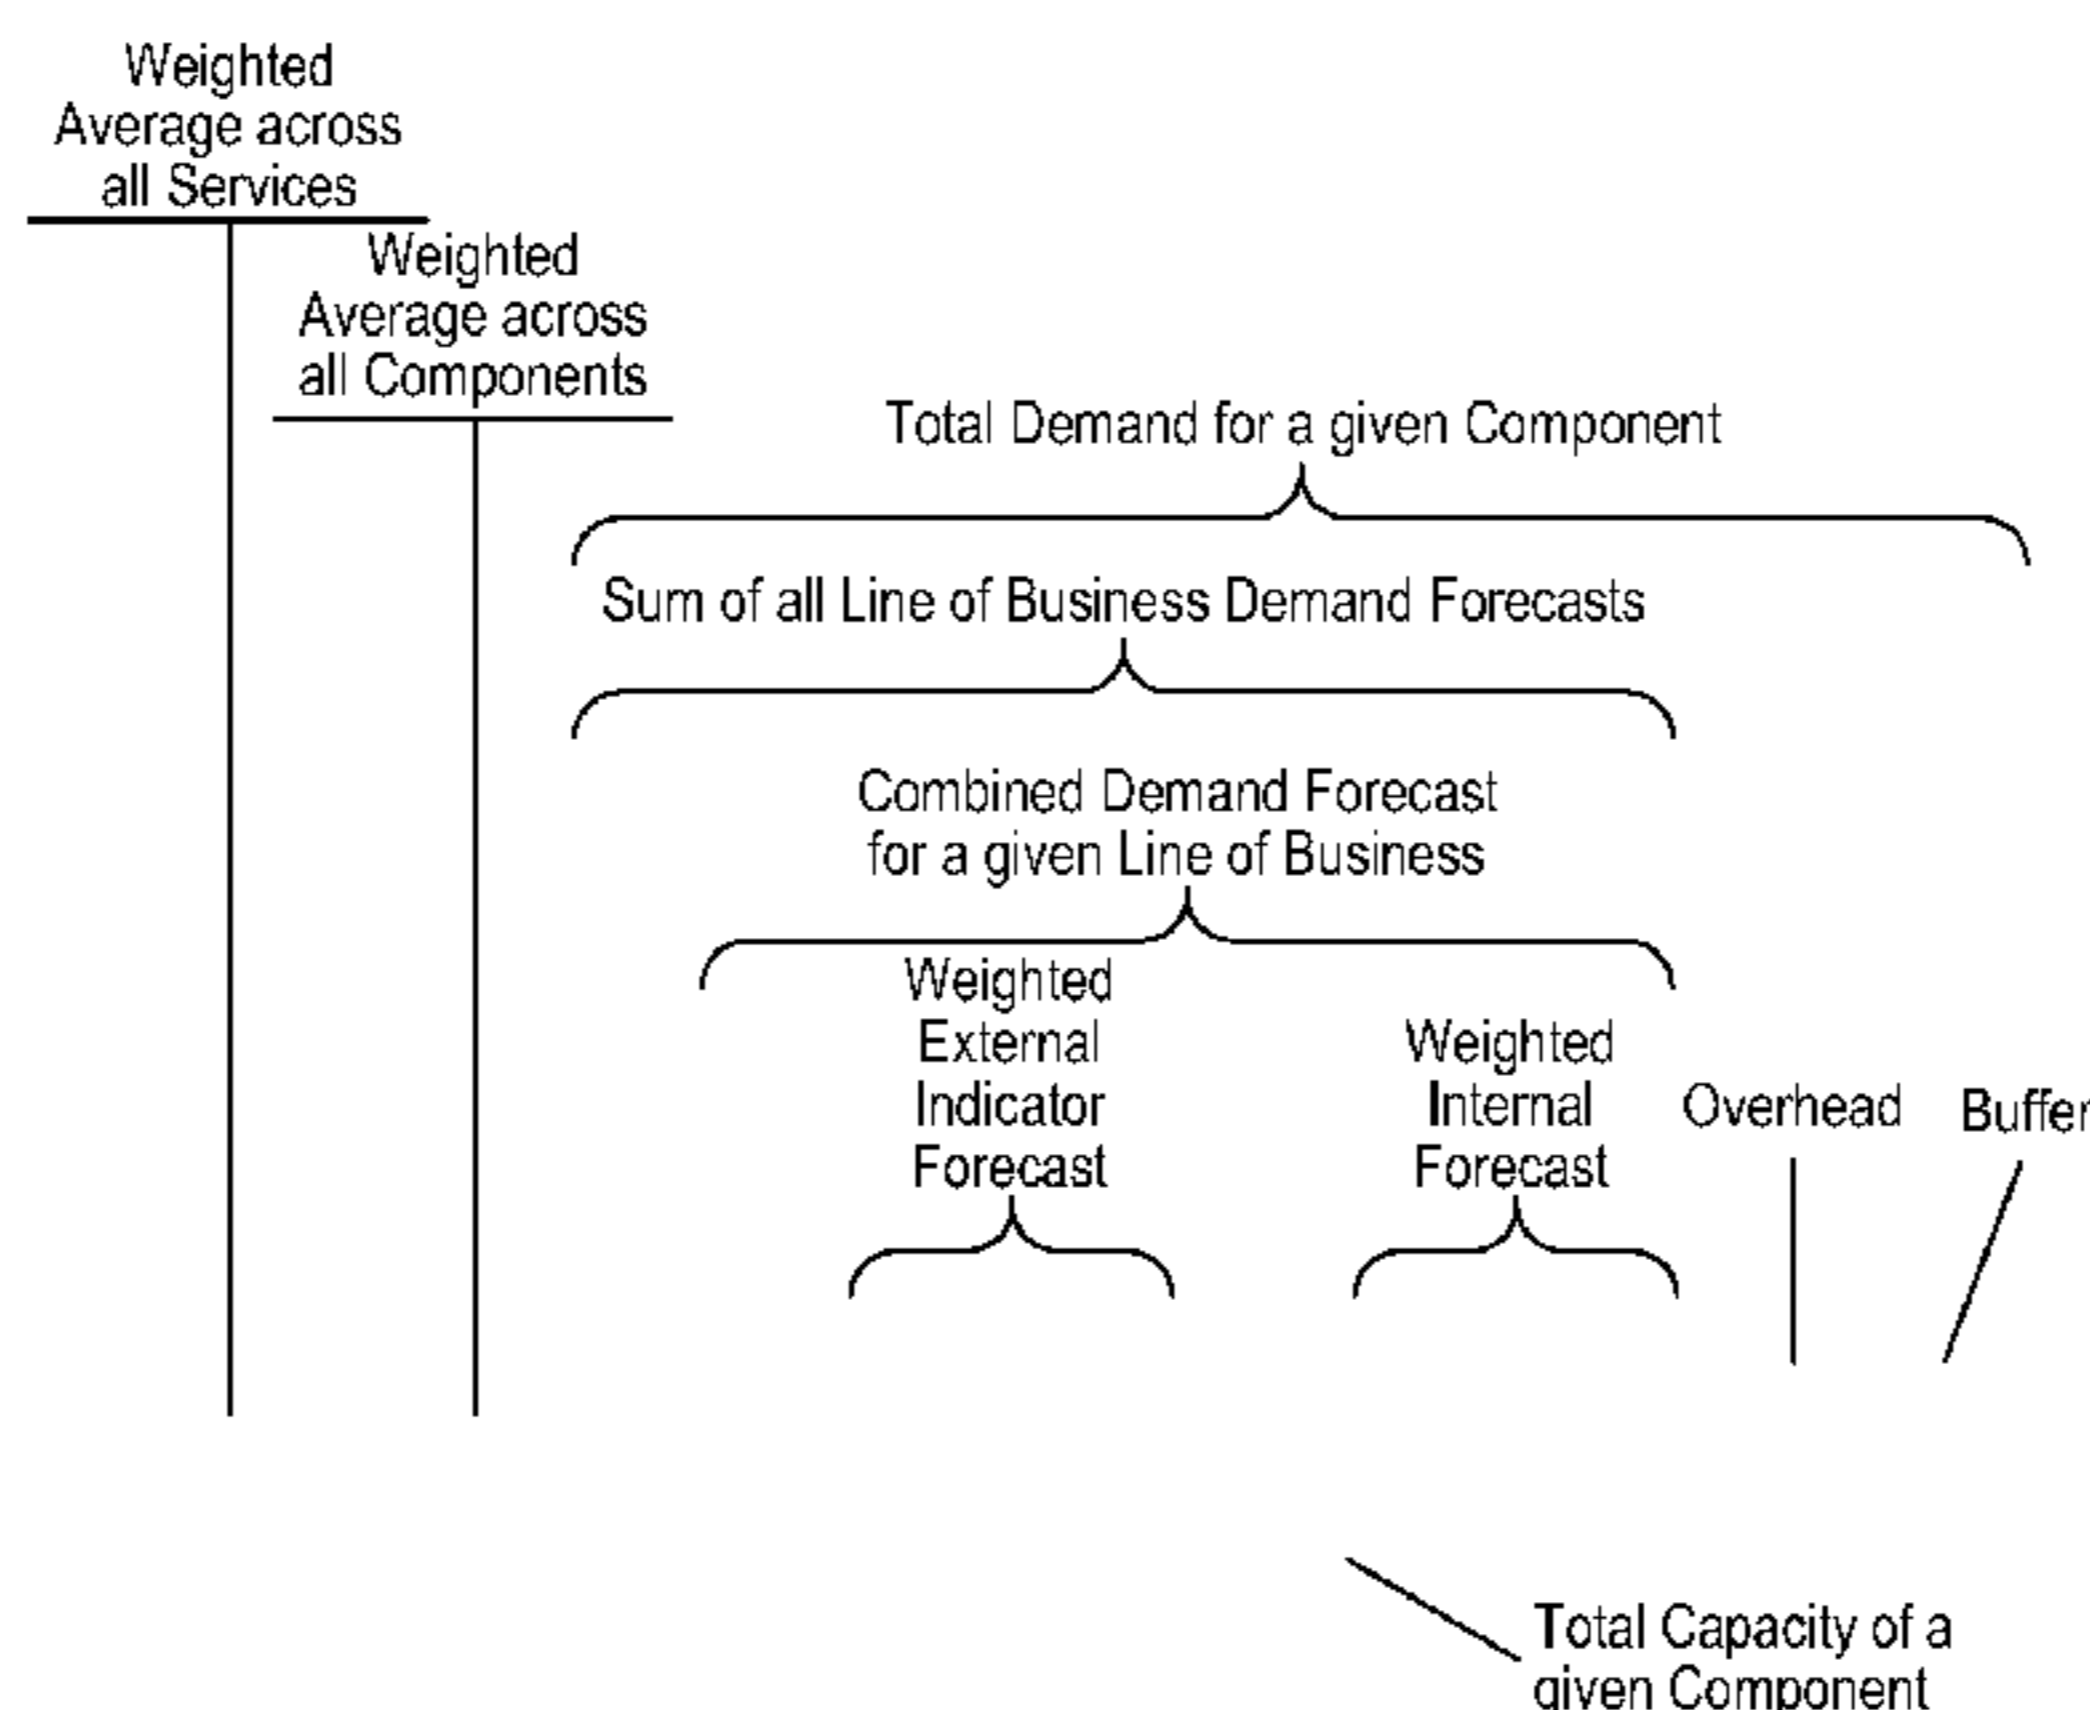 Weighted
Average across
all Services
Weighted
Average across
all Components
Total Demand for a given Component
Sum of all Line of Business Demand Forecasts
Combined Demand Forecast
for a given Line of Business
Weighted
External
Indicator
Forecast
Weighted
Internal
Forecast
Overhead
Buffer
Total Capacity of a
given Component